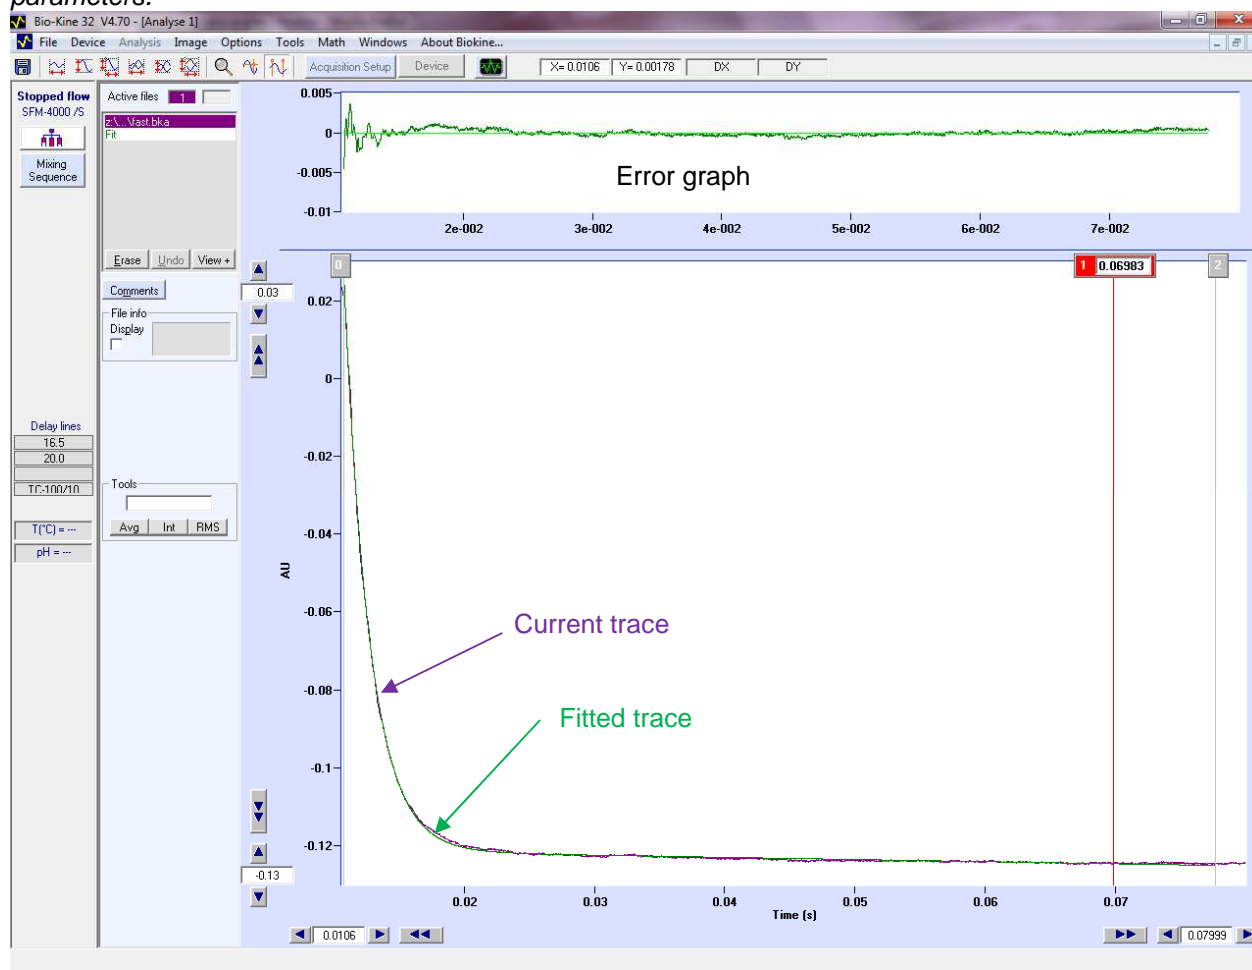 parameters:
Bio-Kine 32 V4.70 - [Analyse 1]
File Device Analysis Image Options Tools Math Windows About Biokine...
Acquisition Setup Device X= 0.0106 Y= 0.00178 DX DY
Stopped flow
SFM-4000 /S
Mixing
Sequence
Delay lines
16.5
20.0
TC-100/10
T(°C) = ---
pH = ---
Active files 1
z:\...\fast.bka
Fit
Erase Undo View +
Comments
File info
Display
Tools
Avg Int RMS
0.005
0
-0.005
-0.01
Error graph
2e-002 3e-002 4e-002 5e-002 6e-002 7e-002
0 1 0.06983 2
0.03
-0.13
0.02
0
-0.02
-0.04
-0.06
-0.08
-0.1
-0.12
AU
Current trace
Fitted trace
0.02 0.03 0.04 0.05 0.06 0.07
Time (s)
0.0106 0.07999